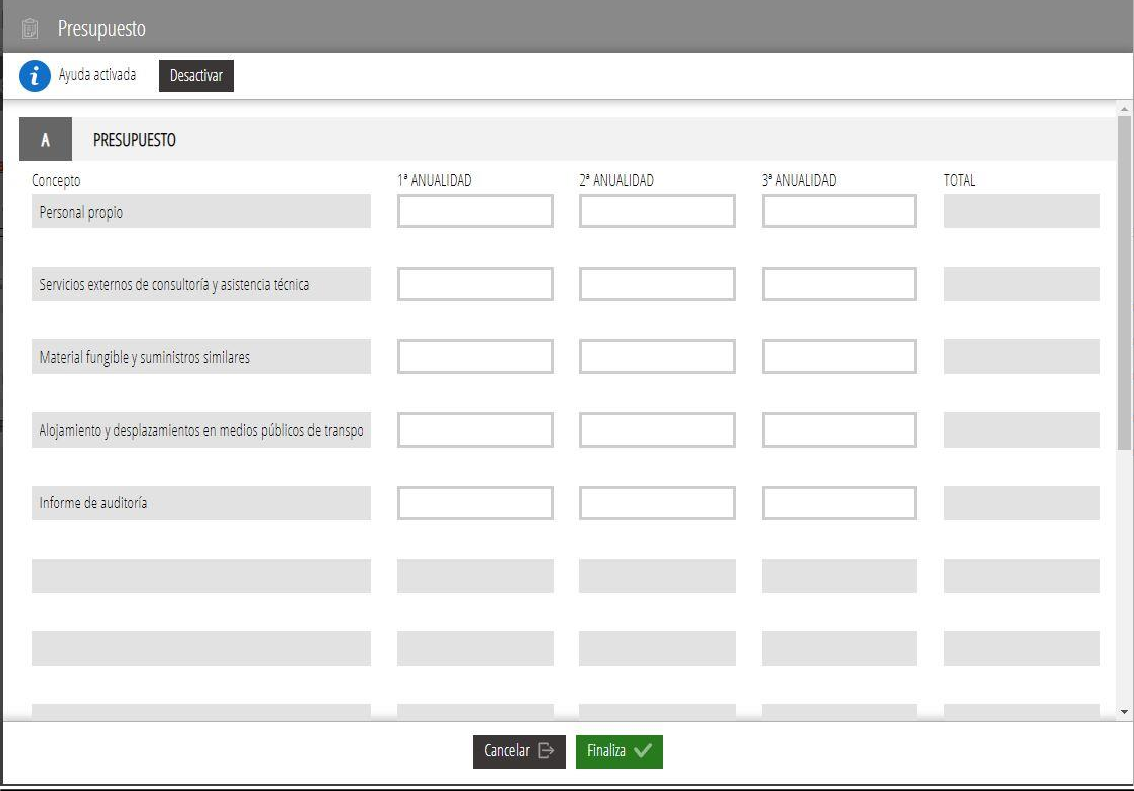 Presupuesto
i Ayuda activada Desactivar
A PRESUPUESTO
Concepto 1ª ANUALIDAD 2ª ANUALIDAD 3ª ANUALIDAD TOTAL
Personal propio
Servicios externos de consultoría y asistencia técnica
Material fungible y suministros similares
Alojamiento y desplazamientos en medios públicos de transpo
Informe de auditoría
Cancelar Finaliza